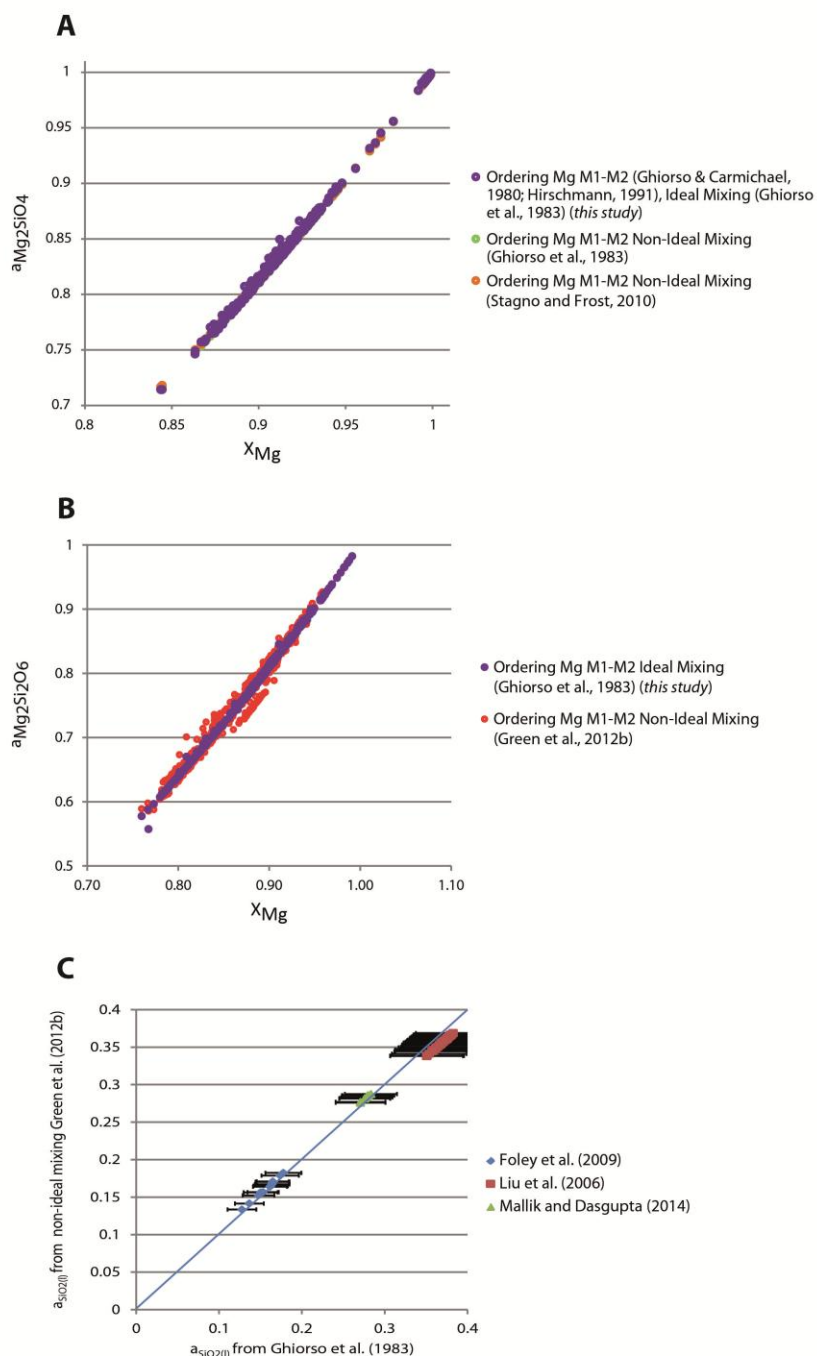 A
1
0.95
0.9
0.85
0.8
0.75
0.7
0.8
0.85
0.9
0.95
1
aMg2SiO4
XMg
Ordering Mg M1-M2 (Ghiorso & Carmichael,
1980; Hirschmann, 1991), Ideal Mixing (Ghiorso
et al., 1983) (this study)
Ordering Mg M1-M2 Non-Ideal Mixing
(Ghiorso et al., 1983)
Ordering Mg M1-M2 Non-Ideal Mixing
(Stagno and Frost, 2010)
B
1
0.9
0.8
0.7
0.6
0.5
0.70
0.80
0.90
1.00
1.10
aMg2Si2O6
XMg
Ordering Mg M1-M2 Ideal Mixing
(Ghiorso et al., 1983) (this study)
Ordering Mg M1-M2 Non-Ideal Mixing
(Green et al., 2012b)
C
0.4
0.35
0.3
0.25
0.2
0.15
0.1
0.05
0
0
0.1
0.2
0.3
0.4
aSiO2(l) from non-ideal mixing Green et al. (2012b)
aSiO2(l) from Ghiorso et al. (1983)
Foley et al. (2009)
Liu et al. (2006)
Mallik and Dasgupta (2014)